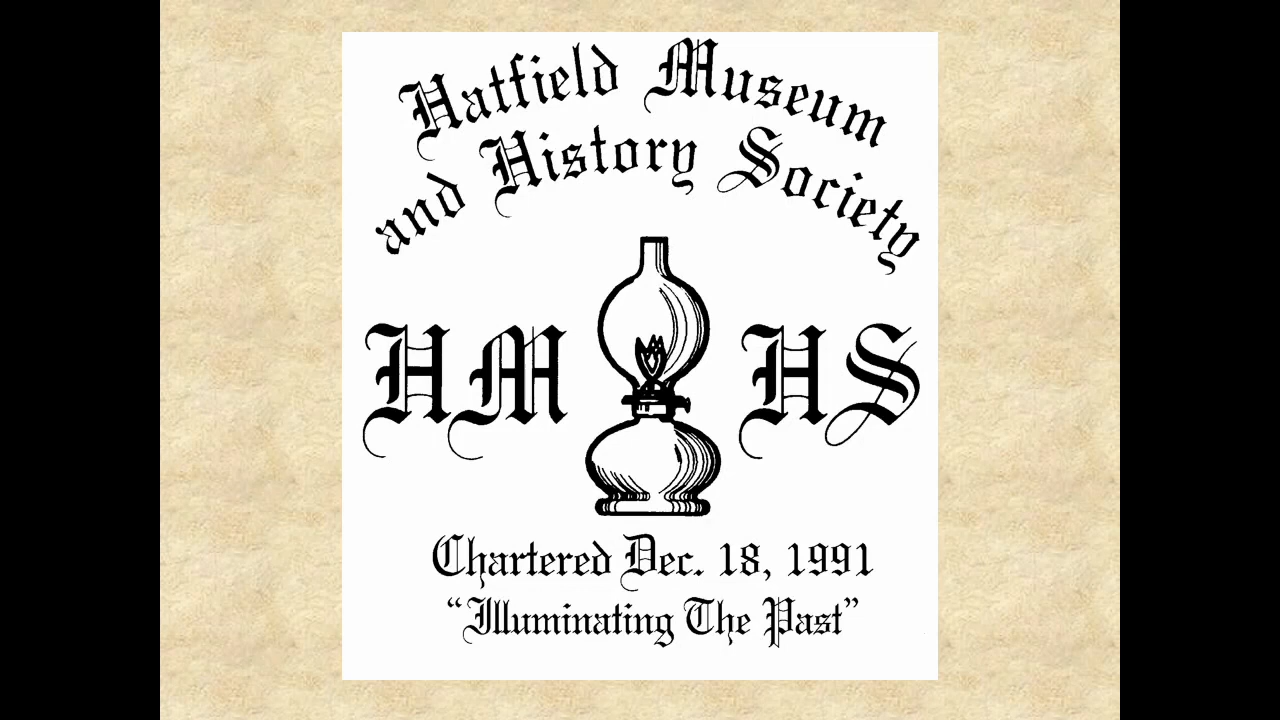 Hatfield Museum
and History Society
HM HS
Chartered Dec. 18, 1991
“Illuminating The Past”